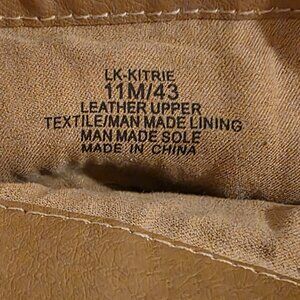 LK-KITRIE
11M/43
LEATHER UPPER
TEXTILE/MAN MADE LINING
MAN MADE SOLE
MADE IN CHINA